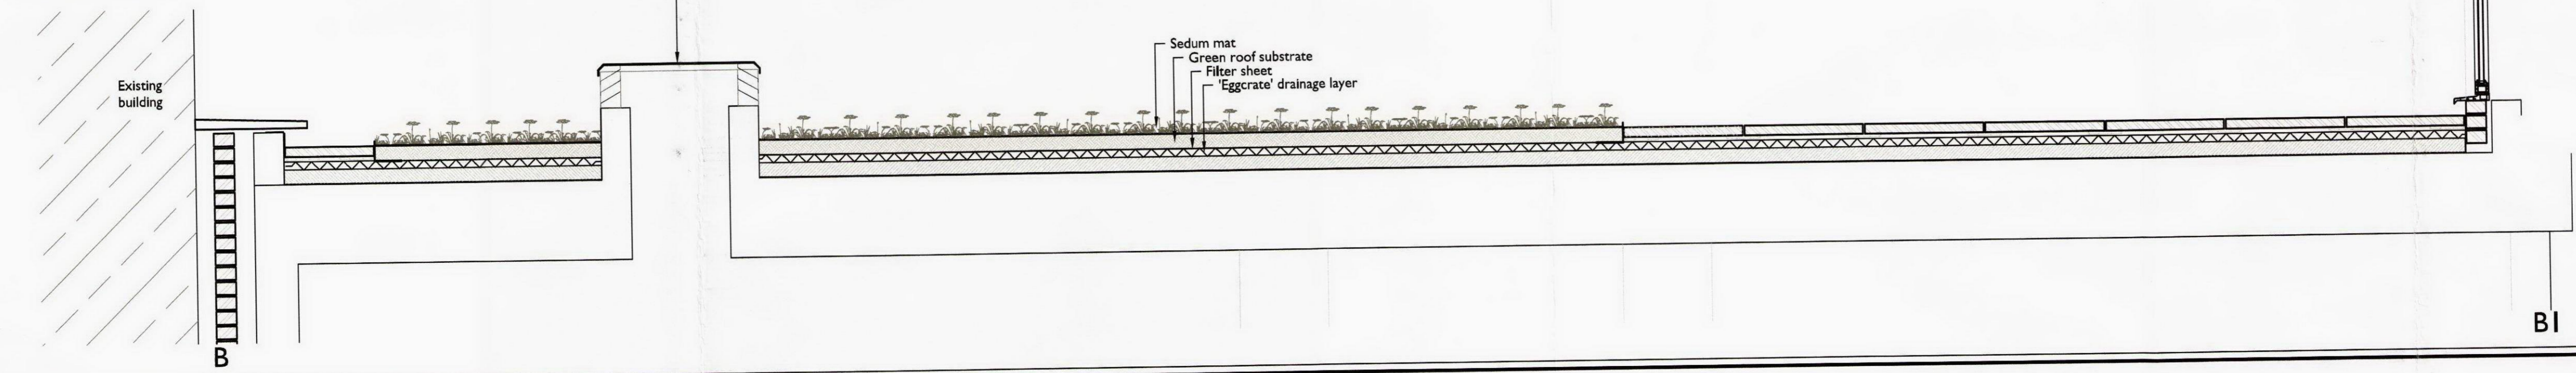 Existing
building
Sedum mat
Green roof substrate
Filter sheet
'Eggcrate' drainage layer
B
B1